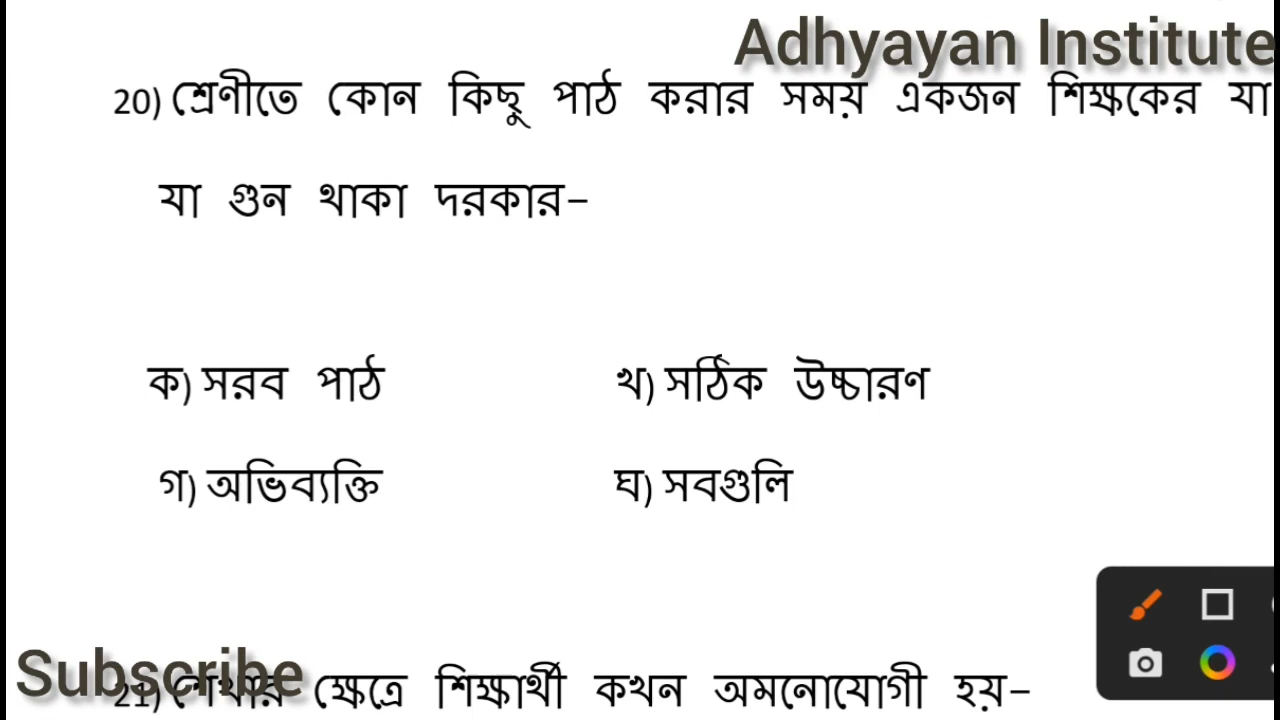 Adhyayan Institute
20) শ্রেণীতে কোন কিছু পাঠ করার সময় একজন শিক্ষকের যা
যা গুন থাকা দরকার–
ক) সরব পাঠ খ) সঠিক উচ্চারণ
গ) অভিব্যক্তি ঘ) সবগুলি
Subscribe
21) শেখার ক্ষেত্রে শিক্ষার্থী কখন অমনোযোগী হয়–